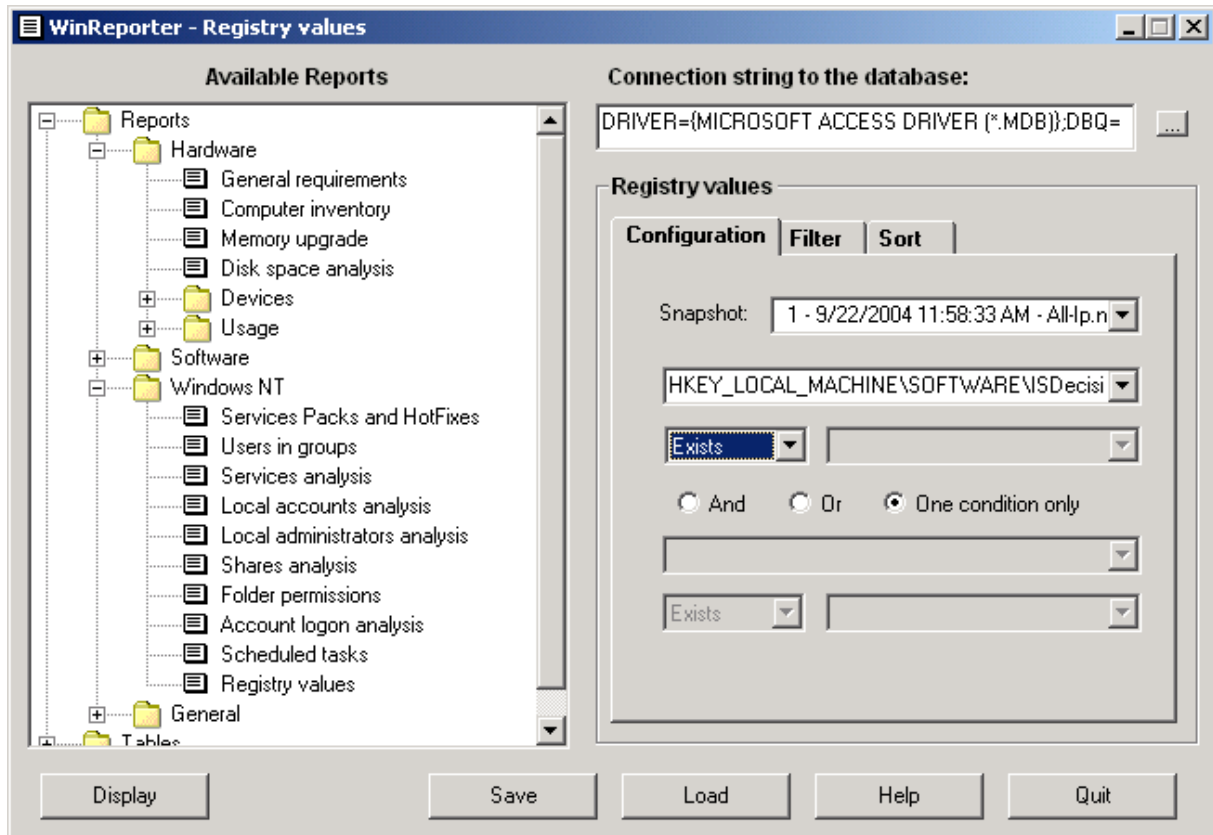 WinReporter - Registry values
Available Reports
Reports
Hardware
General requirements
Computer inventory
Memory upgrade
Disk space analysis
Devices
Usage
Software
Windows NT
Services Packs and HotFixes
Users in groups
Services analysis
Local accounts analysis
Local administrators analysis
Shares analysis
Folder permissions
Account logon analysis
Scheduled tasks
Registry values
General
Tables
Connection string to the database:
DRIVER={MICROSOFT ACCESS DRIVER (*.MDB)};DBQ=
...
Registry values
Configuration Filter Sort
Snapshot: 1 - 9/22/2004 11:58:33 AM - All-Ip.n
HKEY_LOCAL_MACHINE\SOFTWARE\ISDecisi
Exists
And Or One condition only
Exists
Display Save Load Help Quit